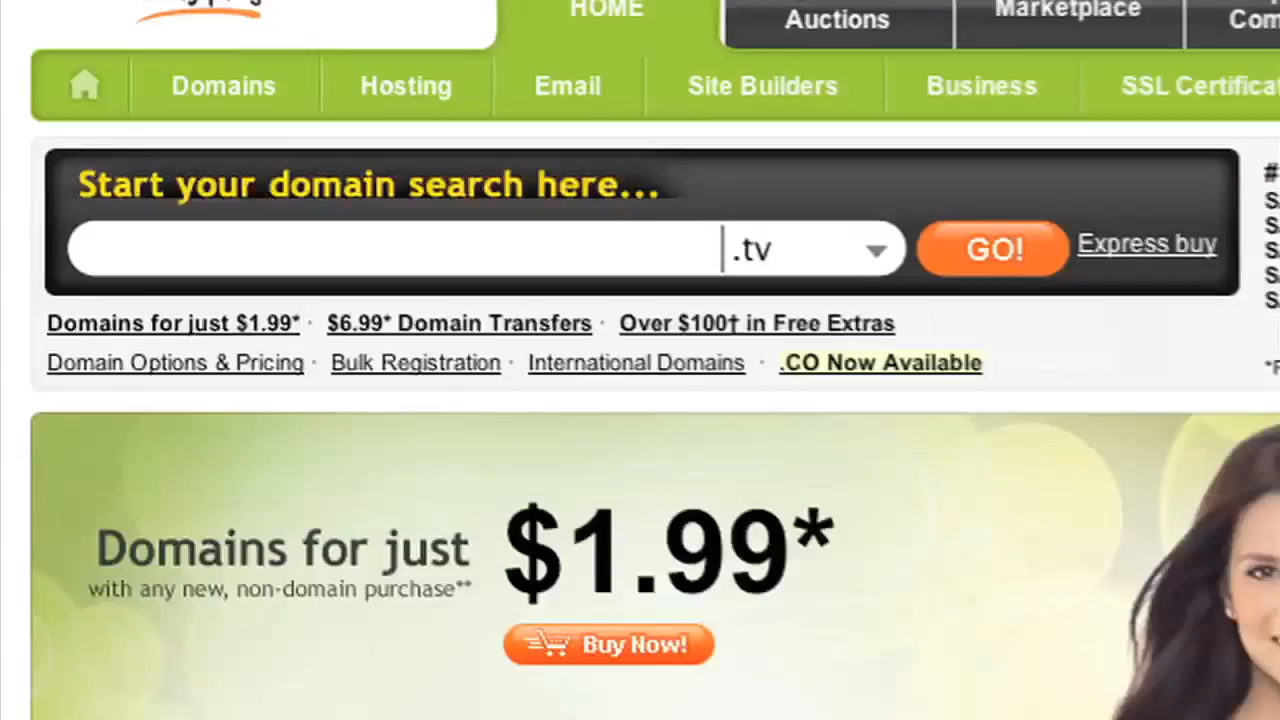 HOME
Auctions
Marketplace
Domains
Hosting
Email
Site Builders
Business
SSL Certifica
Start your domain search here...
.tv
GO!
Express buy
Domains for just $1.99* · $6.99* Domain Transfers · Over $100† in Free Extras
Domain Options & Pricing · Bulk Registration · International Domains · .CO Now Available
Domains for just $1.99*
with any new, non-domain purchase**
Buy Now!